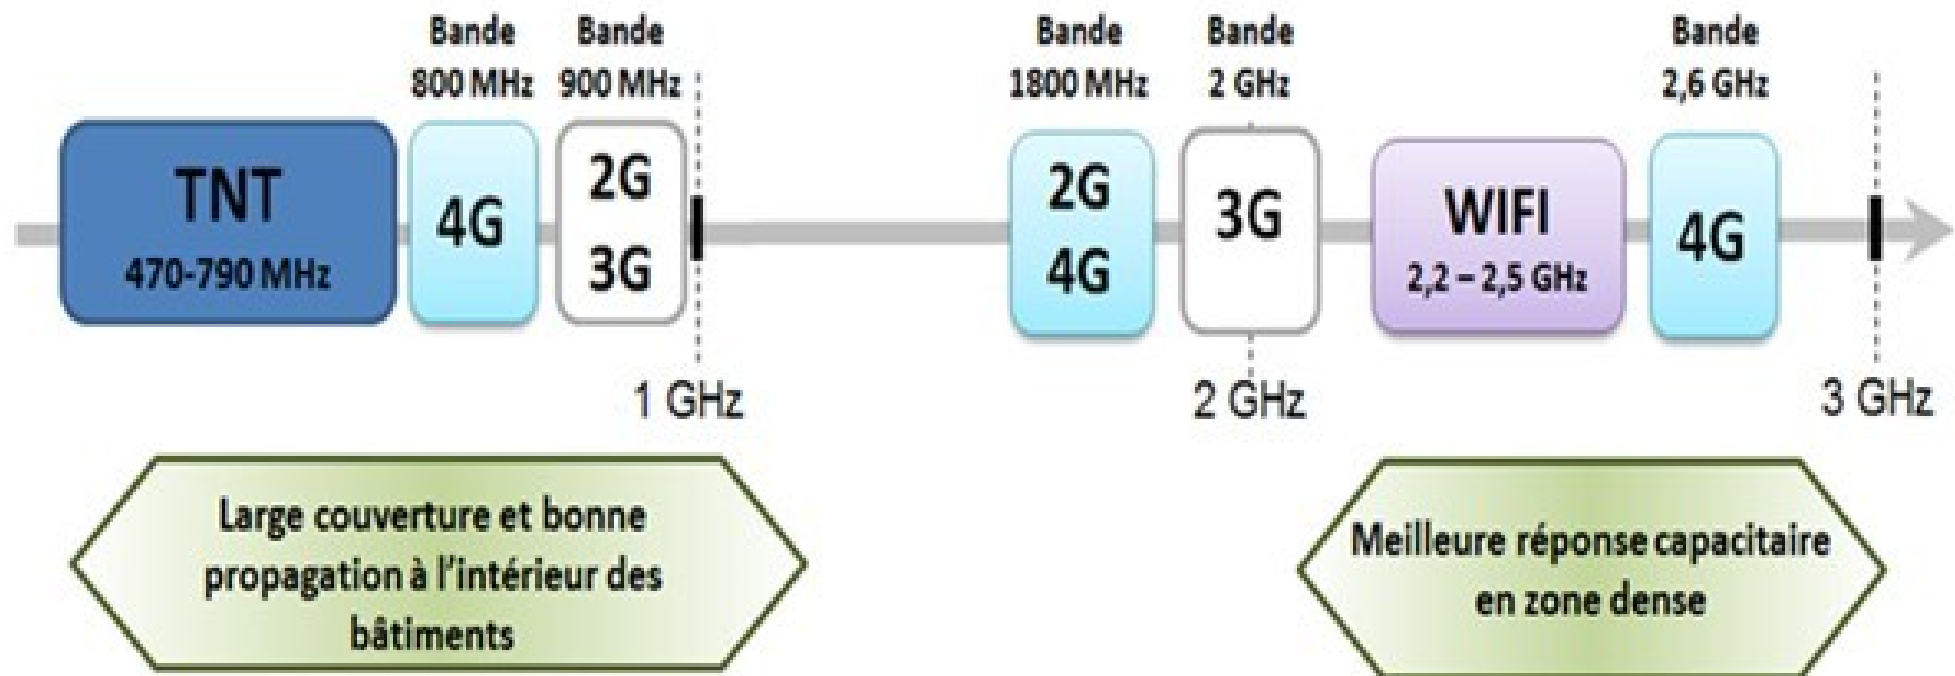 Bande
800 MHz
Bande
900 MHz
Bande
1800 MHz
Bande
2 GHz
Bande
2,6 GHz
TNT
470-790 MHz
4G
2G
3G
2G
4G
3G
WIFI
2,2 – 2,5 GHz
4G
1 GHz
2 GHz
3 GHz
Large couverture et bonne
propagation à l'intérieur des
bâtiments
Meilleure réponse capacitaire
en zone dense